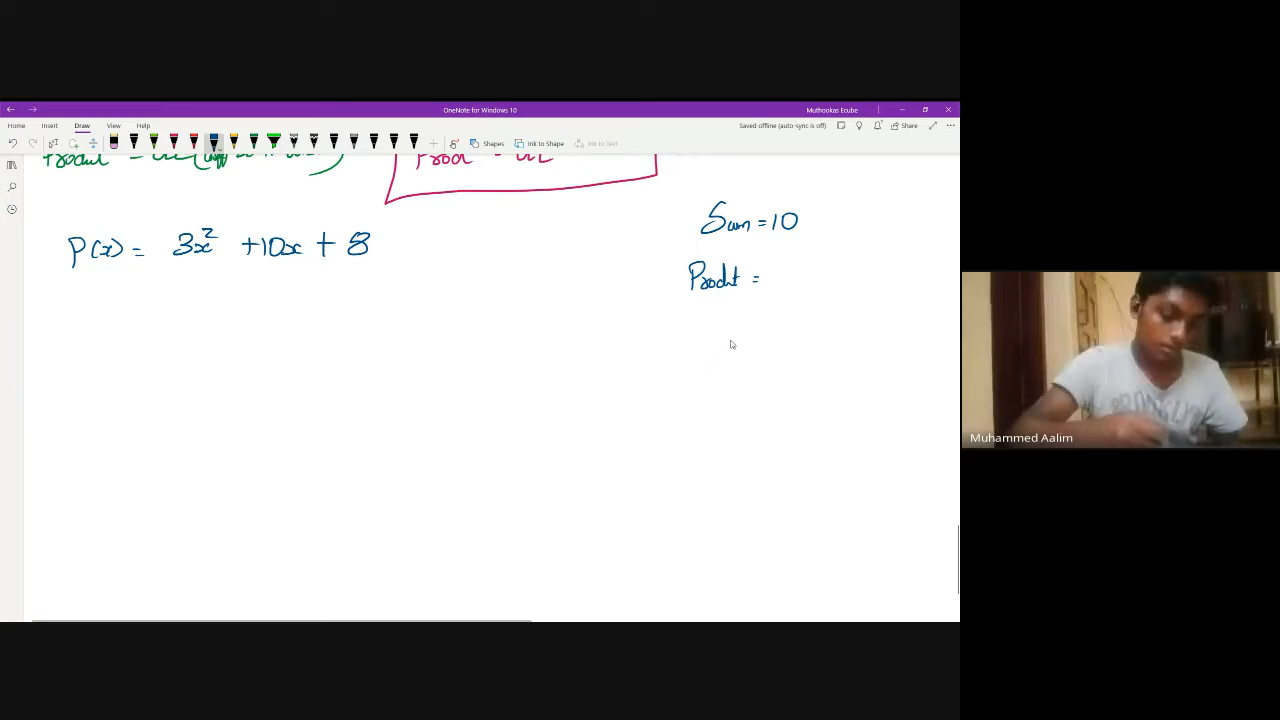 OneNote for Windows 10
Muthookas Ecube
Home Insert Draw View Help
Saved offline (auto-sync is off)
Share
Shapes
Ink to Shape
Ink to Text
P(x) = 3x² +10x + 8
Sum = 10
Prodt =
BROOKLYN
Muhammed Aalim